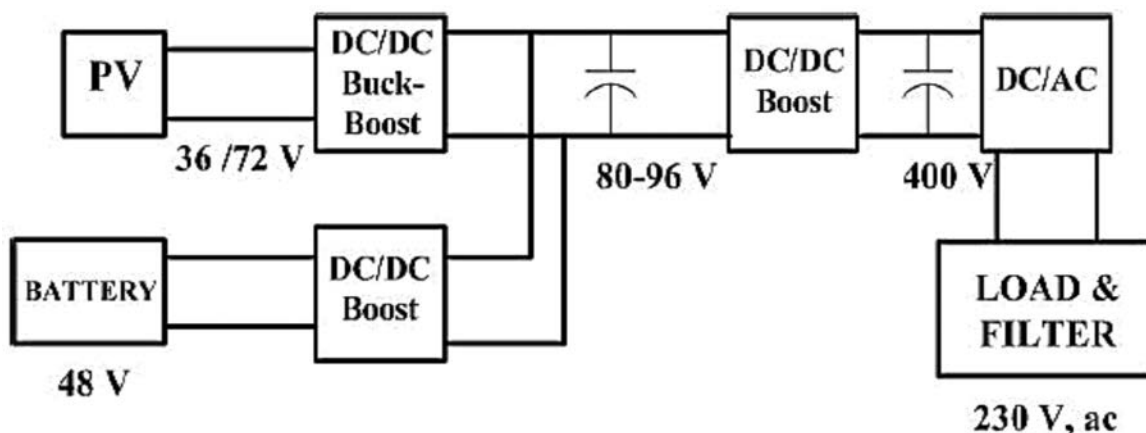 PV
36 /72 V
DC/DC
Buck-
Boost
80-96 V
DC/DC
Boost
400 V
DC/AC
BATTERY
48 V
DC/DC
Boost
LOAD &
FILTER
230 V, ac